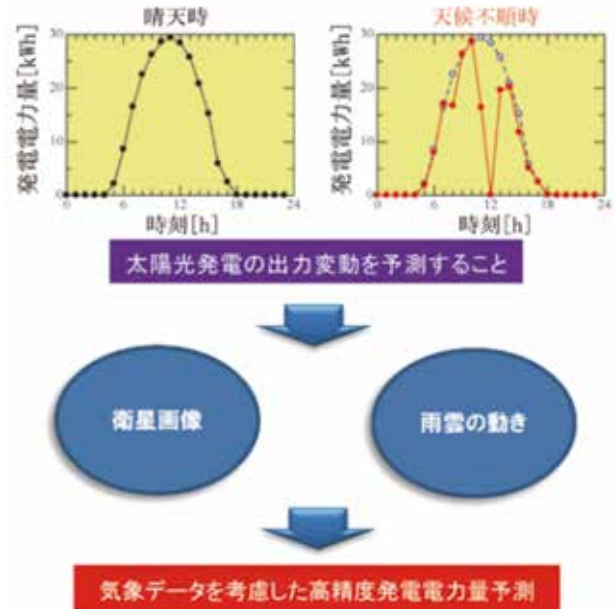 晴天時
天候不順時
発電電力量[kWh]
30
20
10
0
0 6 12 18 24
時刻[h]
発電電力量[kWh]
30
20
10
0
0 6 12 18 24
時刻[h]
太陽光発電の出力変動を予測すること
衛星画像
雨雲の動き
気象データを考慮した高精度発電電力量予測